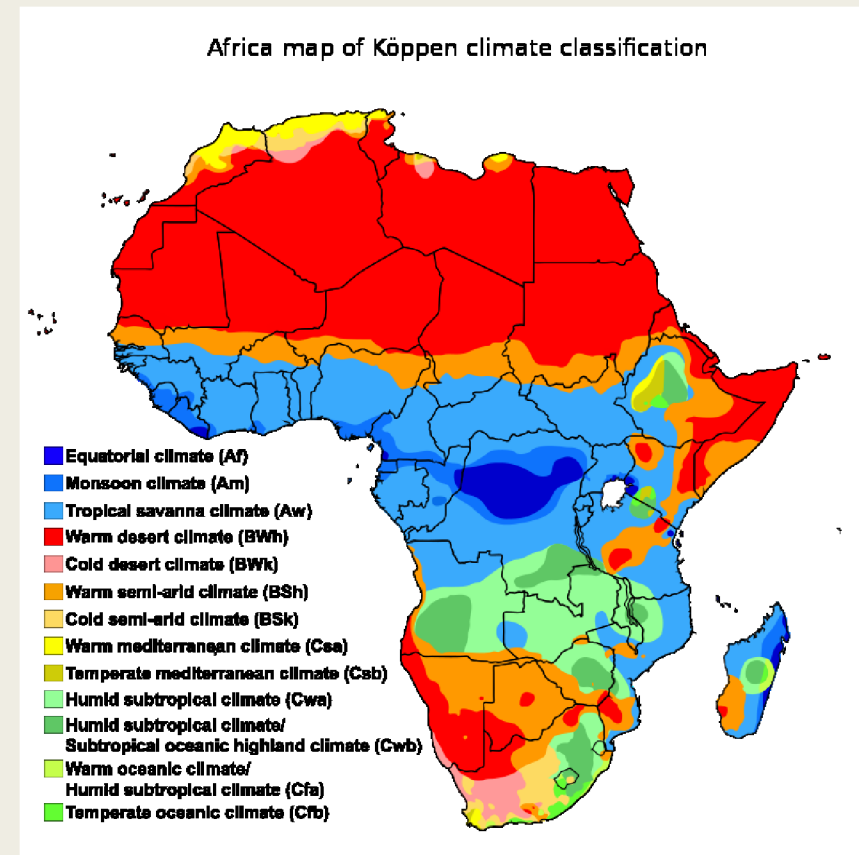 Africa map of Köppen climate classification
Equatorial climate (Af)
Monsoon climate (Am)
Tropical savanna climate (Aw)
Warm desert climate (BWh)
Cold desert climate (BWk)
Warm semi-arid climate (BSh)
Cold semi-arid climate (BSk)
Warm mediterranean climate (Csa)
Temperate mediterranean climate (Csb)
Humid subtropical climate (Cwa)
Humid subtropical climate/
Subtropical oceanic highland climate (Cwb)
Warm oceanic climate/
Humid subtropical climate (Cfa)
Temperate oceanic climate (Cfb)